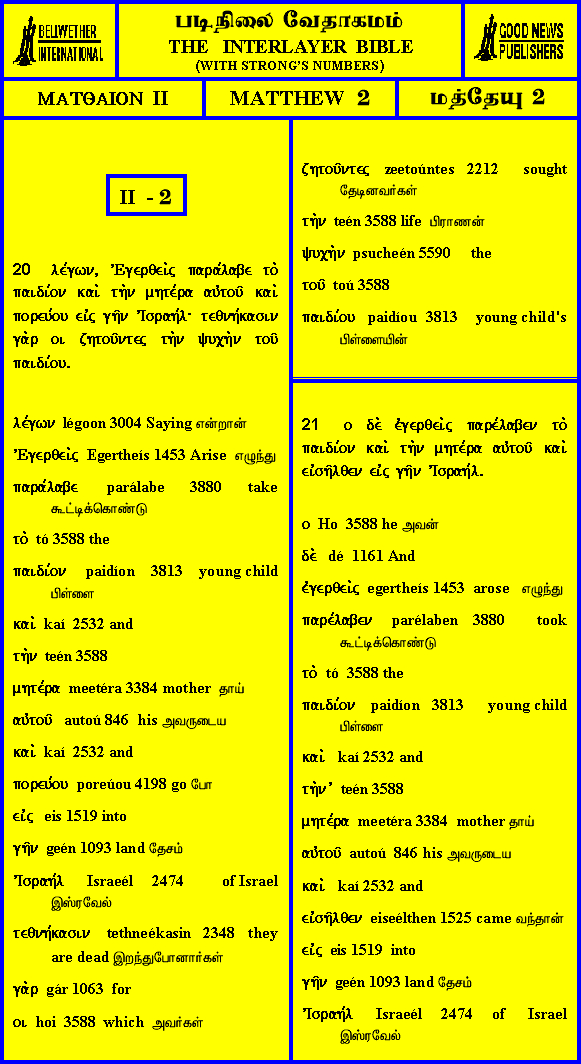 BELLWETHER
INTERNATIONAL
படிநிலை வேதாகமம்
THE INTERLAYER BIBLE
(WITH STRONG'S NUMBERS)
GOOD NEWS
PUBLISHERS
ΜΑΤΘΑΙΟΝ ΙΙ
MATTHEW 2
மத்தேயு 2
II - 2
20 λέγων, Ἐγερθεὶς παράλαβε τὸ
παιδίον καὶ τὴν μητέρα αὐτοῦ καὶ
πορεύου εἰς γῆν Ἰσραήλ· τεθνήκασιν
γὰρ οι ζητοῦντες τὴν ψυχὴν τοῦ
παιδίου.
λέγων légoon 3004 Saying என்றான்
Ἐγερθεὶς Egertheís 1453 Arise எழுந்து
παράλαβε parálabe 3880 take
கூட்டிக்கொண்டு
τὸ tó 3588 the
παιδίον paidíon 3813 young child
பிள்ளை
καὶ kaí 2532 and
τὴν teén 3588
μητέρα meetéra 3384 mother தாய்
αὐτοῦ autoú 846 his அவருடைய
καὶ kaí 2532 and
πορεύου poreúou 4198 go போ
εἰς eis 1519 into
γῆν geén 1093 land தேசம்
Ἰσραήλ Israeél 2474 of Israel
இஸ்ரவேல்
τεθνήκασιν tethneékasin 2348 they
are dead இறந்துபோனார்கள்
γὰρ gár 1063 for
οι hoi 3588 which அவர்கள்
ζητοῦντες zeetoúntes 2212 sought
தேடினவர்கள்
τὴν teén 3588 life பிராணன்
ψυχὴν psucheén 5590 the
τοῦ toú 3588
παιδίου paidíou 3813 young child's
பிள்ளையின்
21 ο δὲ ἐγερθεὶς παρέλαβεν τὸ
παιδίον καὶ τὴν μητέρα αὐτοῦ καὶ
εἰσῆλθεν εἰς γῆν Ἰσραήλ.
ο Ho 3588 he அவன்
δὲ dé 1161 And
ἐγερθεὶς egertheís 1453 arose எழுந்து
παρέλαβεν parélaben 3880 took
கூட்டிக்கொண்டு
τὸ tó 3588 the
παιδίον paidíon 3813 young child
பிள்ளை
καὶ kaí 2532 and
τὴν’ teén 3588
μητέρα meetéra 3384 mother தாய்
αὐτοῦ autoú 846 his அவருடைய
καὶ kaí 2532 and
εἰσῆλθεν eiseélthen 1525 came வந்தான்
εἰς eis 1519 into
γῆν geén 1093 land தேசம்
Ἰσραήλ Israeél 2474 of Israel
இஸ்ரவேல்